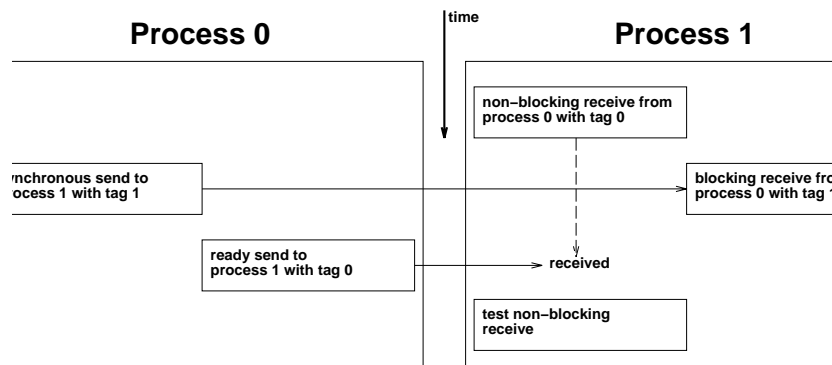 Process 0
time
Process 1
non–blocking receive from
process 0 with tag 0
ynchronous send to
rocess 1 with tag 1
blocking receive fro
process 0 with tag 1
ready send to
process 1 with tag 0
received
test non–blocking
receive